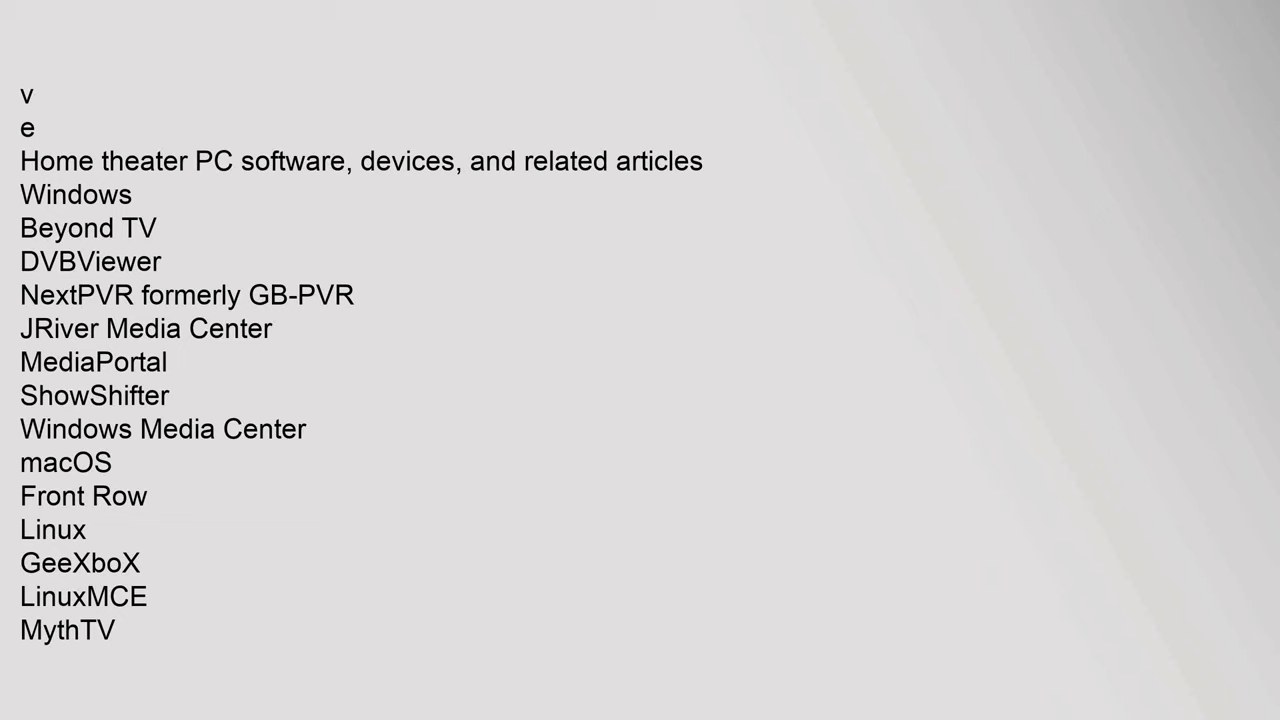 v
e
Home theater PC software, devices, and related articles
Windows
Beyond TV
DVBViewer
NextPVR formerly GB-PVR
JRiver Media Center
MediaPortal
ShowShifter
Windows Media Center
macOS
Front Row
Linux
GeeXboX
LinuxMCE
MythTV